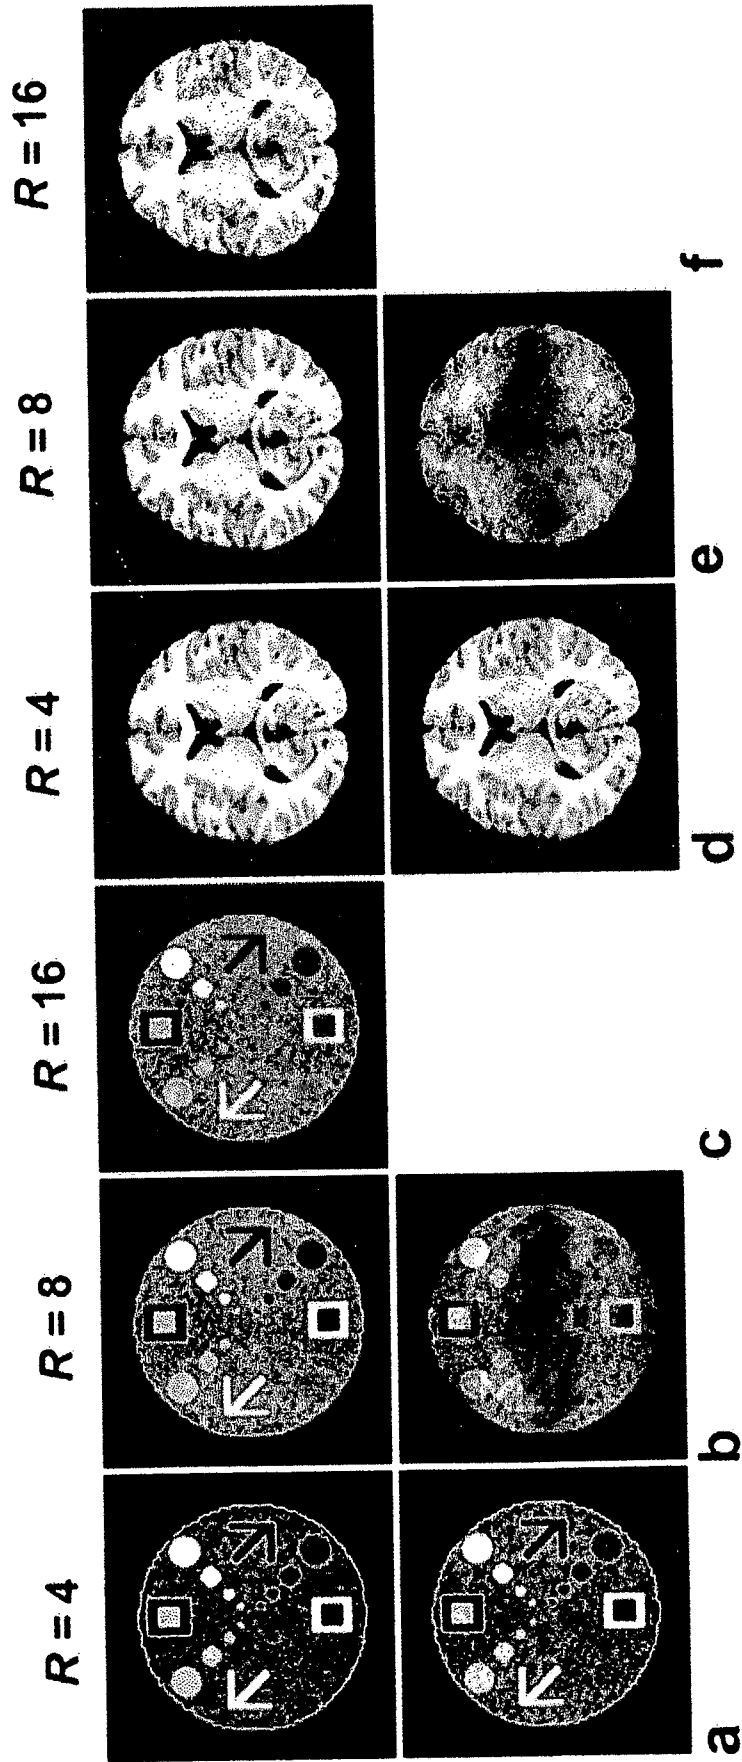 R = 4
R = 8
R = 16
R = 4
R = 8
R = 16
a
b
c
d
e
f